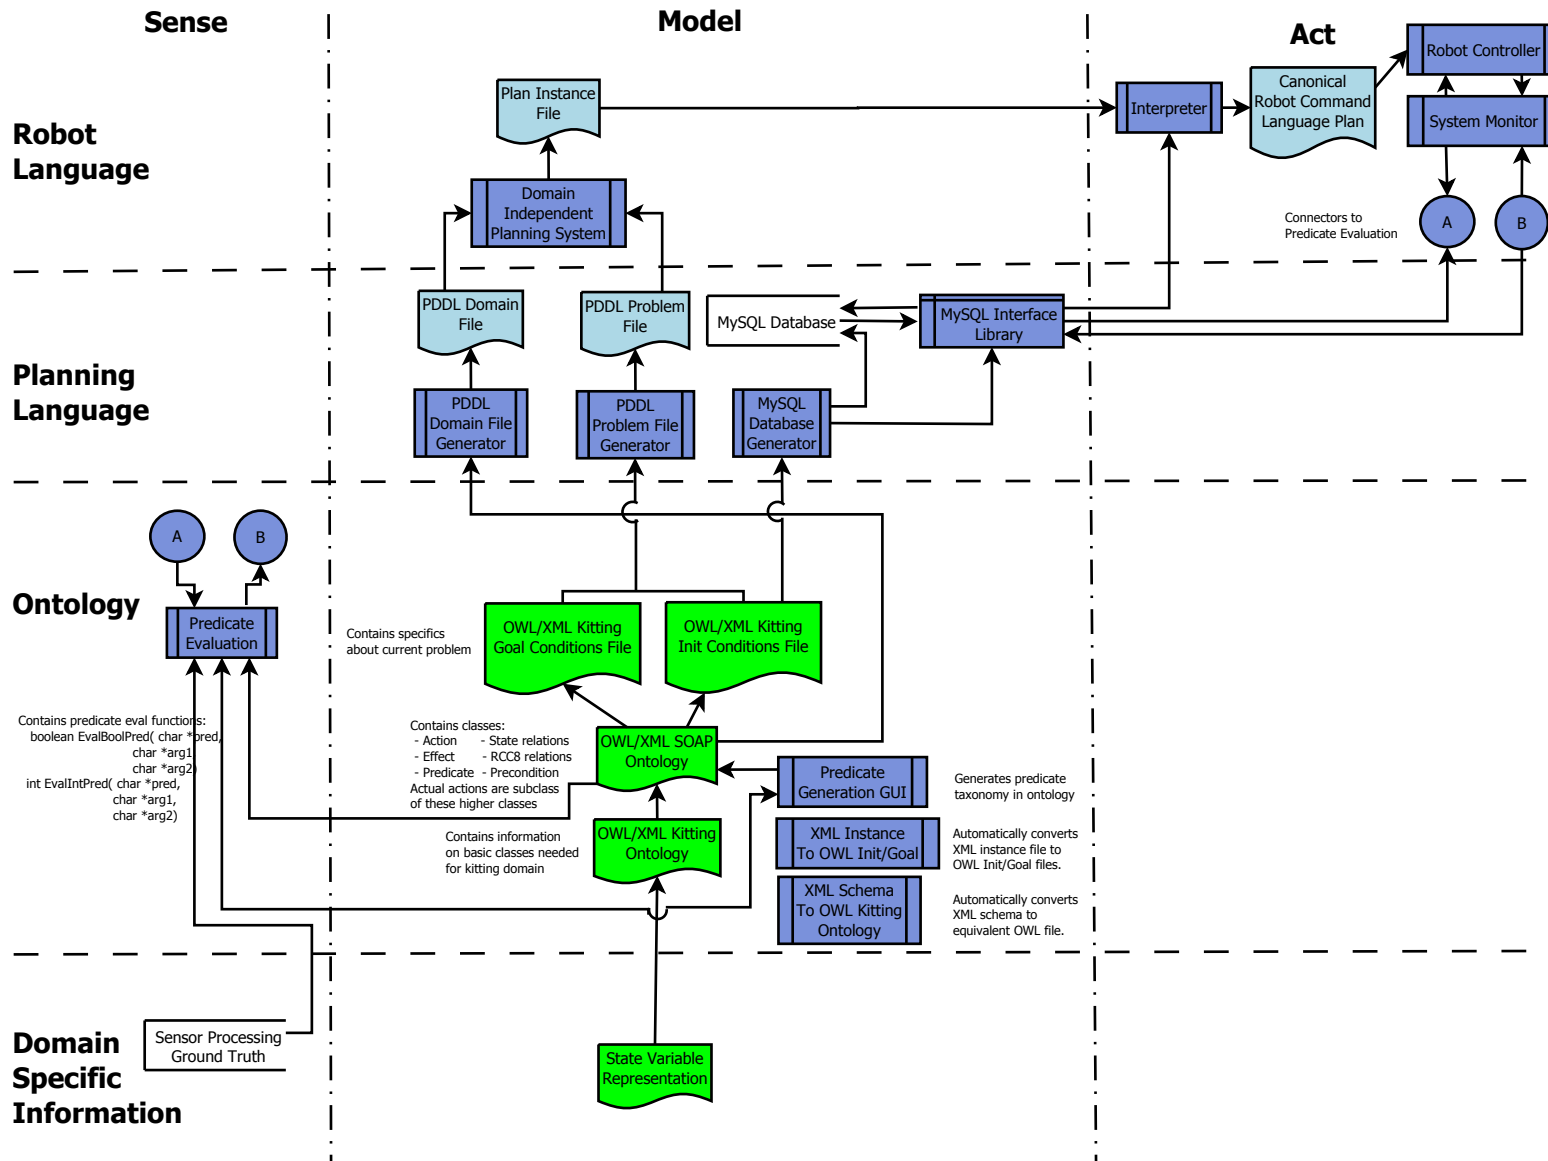 Sense
Model
Act
Robot
Language
Plan Instance
File
Interpreter
Canonical
Robot Command
Language Plan
Robot Controller
System Monitor
Domain
Independent
Planning System
Connectors to
Predicate Evaluation
A
B
Planning
Language
PDDL Domain
File
PDDL Problem
File
MySQL Database
MySQL Interface
Library
PDDL
Domain File
Generator
PDDL
Problem File
Generator
MySQL
Database
Generator
Ontology
A
B
Predicate
Evaluation
Contains specifics
about current problem
OWL/XML Kitting
Goal Conditions File
OWL/XML Kitting
Init Conditions File
Contains predicate eval functions:
boolean EvalBoolPred( char *pred,
char *arg1
char *arg2)
int EvalIntPred( char *pred,
char *arg1,
char *arg2)
Contains classes:
- Action - State relations
- Effect - RCC8 relations
- Predicate - Precondition
Actual actions are subclass
of these higher classes
OWL/XML SOAP
Ontology
Predicate
Generation GUI
Generates predicate
taxonomy in ontology
Contains information
on basic classes needed
for kitting domain
OWL/XML Kitting
Ontology
XML Instance
To OWL Init/Goal
Automatically converts
XML instance file to
OWL Init/Goal files.
XML Schema
To OWL Kitting
Ontology
Automatically converts
XML schema to
equivalent OWL file.
Domain
Specific
Information
Sensor Processing
Ground Truth
State Variable
Representation